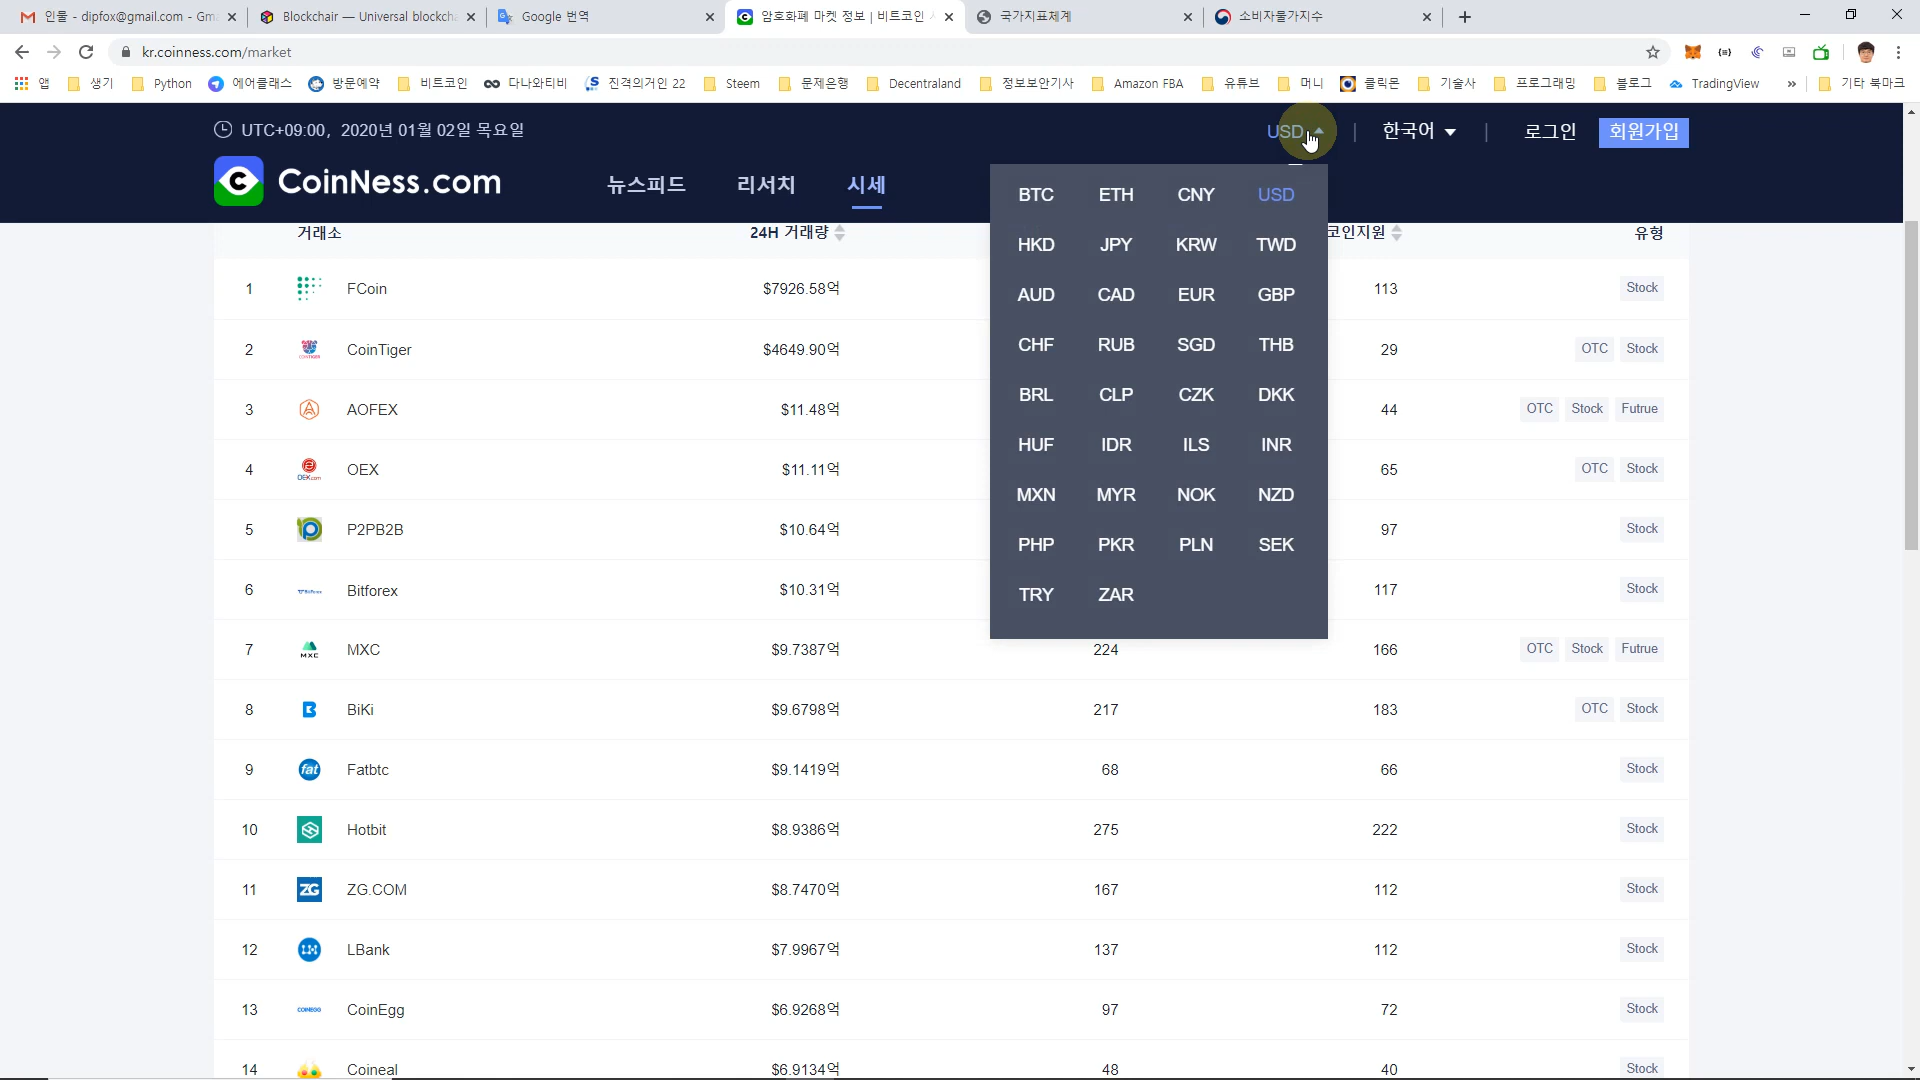 인물 - dipfox@gmail.com - Gm
Blockchair — Universal blockcha
Google 번역
암호화폐 마켓 정보 | 비트코인 시
국가지표체계
소비자물가지수
kr.coinness.com/market
앱
생기
Python
에어클래스
방문예약
비트코인
다나와티비
진격의거인 22
Steem
문제은행
Decentraland
정보보안기사
Amazon FBA
유튜브
머니
클릭몬
기술사
프로그래밍
블로그
TradingView
»
기타 북마크
UTC+09:00, 2020년 01월 02일 목요일
USD
한국어
로그인
회원가입
CoinNess.com
뉴스피드
리서치
시세
BTC ETH CNY USD
HKD JPY KRW TWD
AUD CAD EUR GBP
CHF RUB SGD THB
BRL CLP CZK DKK
HUF IDR ILS INR
MXN MYR NOK NZD
PHP PKR PLN SEK
TRY ZAR
거래소 24H 거래량 코인지원 유형
1 FCoin $7926.58억 113 Stock
2 CoinTiger $4649.90억 29 OTC Stock
3 AOFEX $11.48억 44 OTC Stock Futrue
4 OEX $11.11억 65 OTC Stock
5 P2PB2B $10.64억 97 Stock
6 Bitforex $10.31억 117 Stock
7 MXC $9.7387억 224 166 OTC Stock Futrue
8 BiKi $9.6798억 217 183 OTC Stock
9 fat Fatbtc $9.1419억 68 66 Stock
10 Hotbit $8.9386억 275 222 Stock
11 ZG ZG.COM $8.7470억 167 112 Stock
12 LBank $7.9967억 137 112 Stock
13 CoinEgg $6.9268억 97 72 Stock
14 Coineal $6.9134억 48 40 Stock